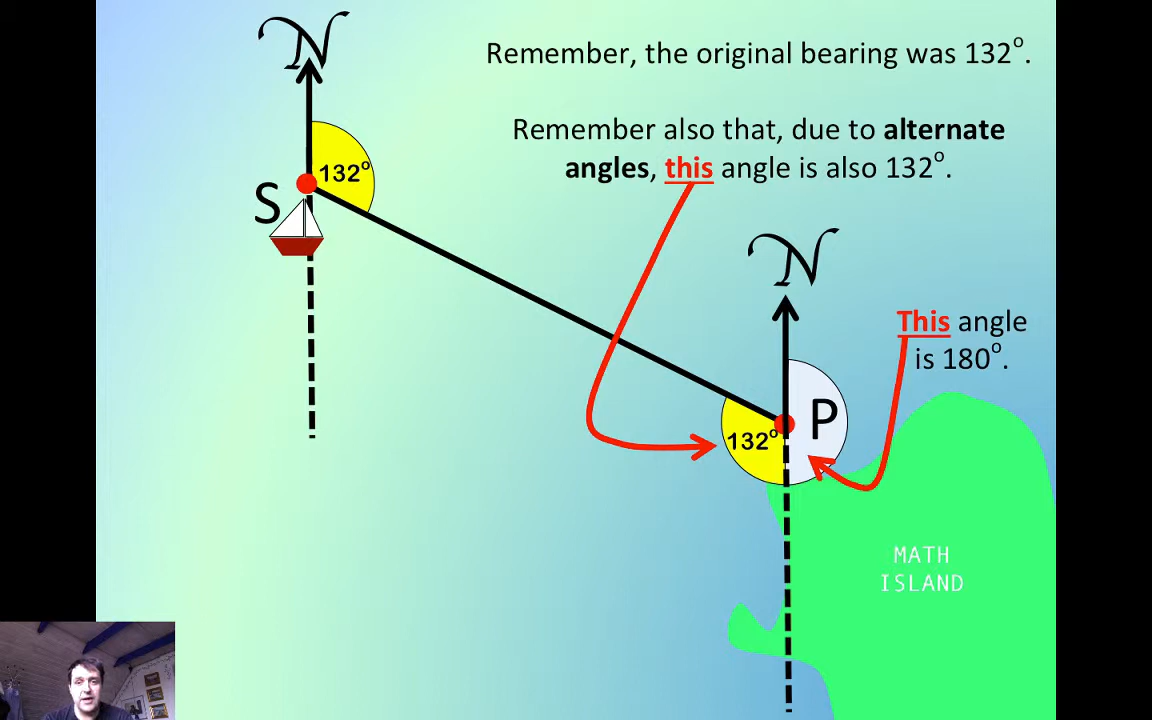 N
Remember, the original bearing was 132°.
Remember also that, due to alternate
angles, this angle is also 132°.
132°
S
N
This angle
is 180°.
P
132°
MATH
ISLAND